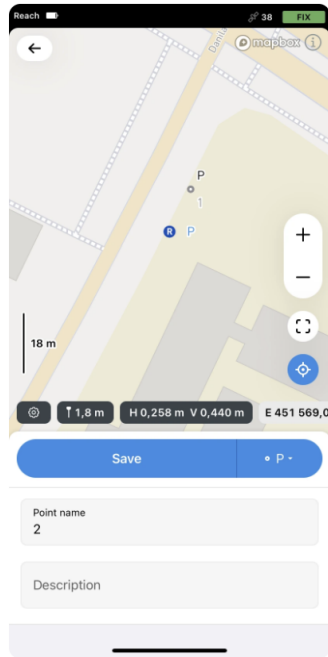 Reach 38 FIX
mapbox
Danila
P
1
R P
18 m
1,8 m H 0,258 m V 0,440 m E 451 569,0
Save P
Point name
2
Description